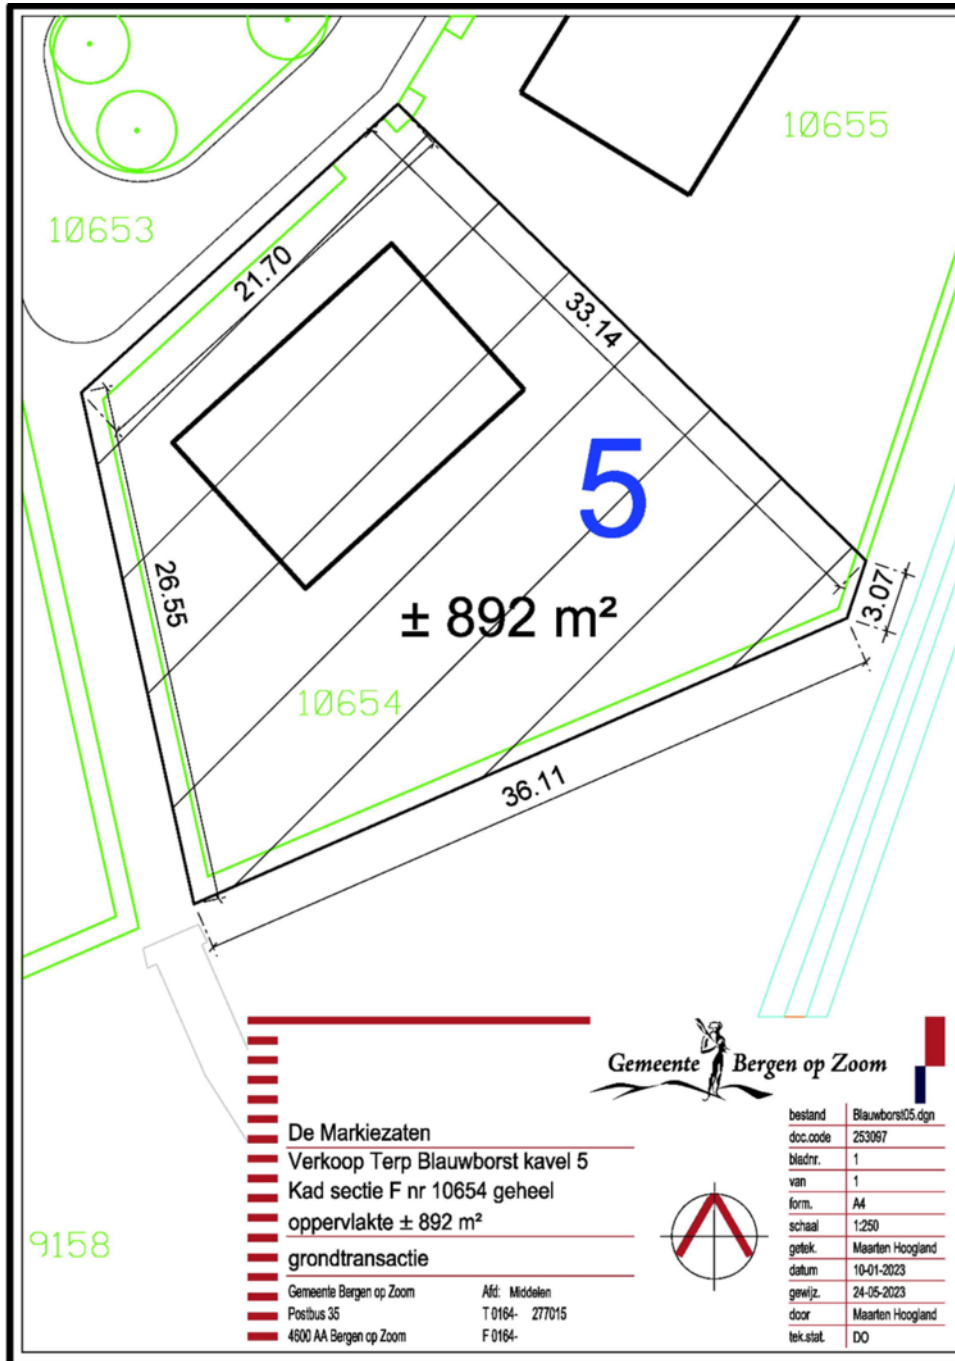 10655
10653
21.70
33.14
5
26.55
± 892 m²
3.07
10654
36.11
Gemeente Bergen op Zoom
De Markiezaten
Verkoop Terp Blauwborst kavel 5
Kad sectie F nr 10654 geheel
oppervlakte ± 892 m²
grondtransactie
Gemeente Bergen op Zoom Afd: Middelen
Postbus 35 T 0164- 277015
4600 AA Bergen op Zoom F 0164-
9158
bestand Blauwborst05.dgn
doc.code 253097
bladnr. 1
van 1
form. A4
schaal 1:250
getek. Maarten Hoogland
datum 10-01-2023
gewijz. 24-05-2023
door Maarten Hoogland
tek.stat. DO